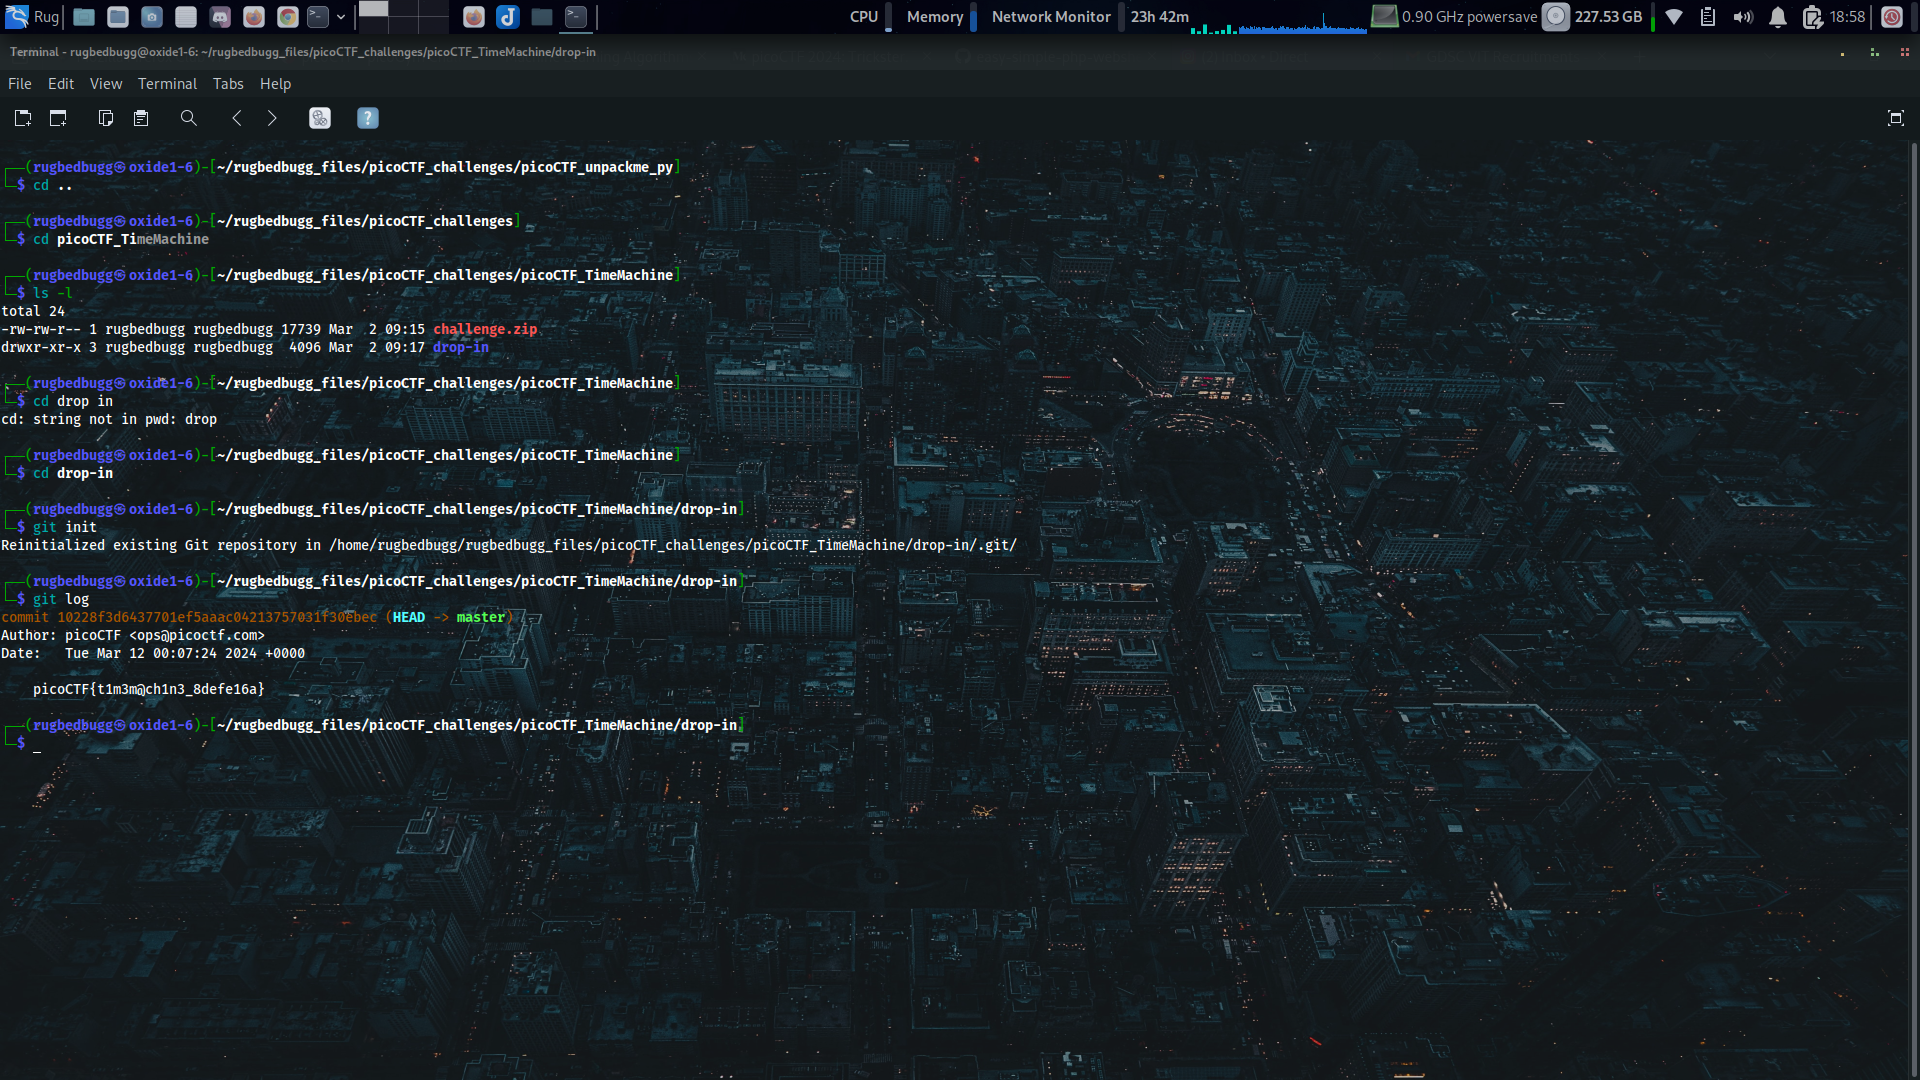 Rug CPU Memory Network Monitor 23h 42m 0.90 GHz powersave 227.53 GB 18:58
Terminal - rugbedbugg@oxide1-6: ~/rugbedbugg_files/picoCTF_challenges/picoCTF_TimeMachine/drop-in
File Edit View Terminal Tabs Help
┌──(rugbedbugg㉿oxide1-6)-[~/rugbedbugg_files/picoCTF_challenges/picoCTF_unpackme_py]
└─$ cd ..
┌──(rugbedbugg㉿oxide1-6)-[~/rugbedbugg_files/picoCTF_challenges]
└─$ cd picoCTF_TimeMachine
┌──(rugbedbugg㉿oxide1-6)-[~/rugbedbugg_files/picoCTF_challenges/picoCTF_TimeMachine]
└─$ ls -l
total 24
-rw-rw-r-- 1 rugbedbugg rugbedbugg 17739 Mar  2 09:15 challenge.zip
drwxr-xr-x 3 rugbedbugg rugbedbugg  4096 Mar  2 09:17 drop-in
┌──(rugbedbugg㉿oxide1-6)-[~/rugbedbugg_files/picoCTF_challenges/picoCTF_TimeMachine]
└─$ cd drop in
cd: string not in pwd: drop
┌──(rugbedbugg㉿oxide1-6)-[~/rugbedbugg_files/picoCTF_challenges/picoCTF_TimeMachine]
└─$ cd drop-in
┌──(rugbedbugg㉿oxide1-6)-[~/rugbedbugg_files/picoCTF_challenges/picoCTF_TimeMachine/drop-in]
└─$ git init
Reinitialized existing Git repository in /home/rugbedbugg/rugbedbugg_files/picoCTF_challenges/picoCTF_TimeMachine/drop-in/.git/
┌──(rugbedbugg㉿oxide1-6)-[~/rugbedbugg_files/picoCTF_challenges/picoCTF_TimeMachine/drop-in]
└─$ git log
commit 10228f3d6437701ef5aaac04213757031f30ebec (HEAD -> master)
Author: picoCTF <ops@picoctf.com>
Date:   Tue Mar 12 00:07:24 2024 +0000
    picoCTF{t1m3m@ch1n3_8defe16a}
┌──(rugbedbugg㉿oxide1-6)-[~/rugbedbugg_files/picoCTF_challenges/picoCTF_TimeMachine/drop-in]
└─$ _